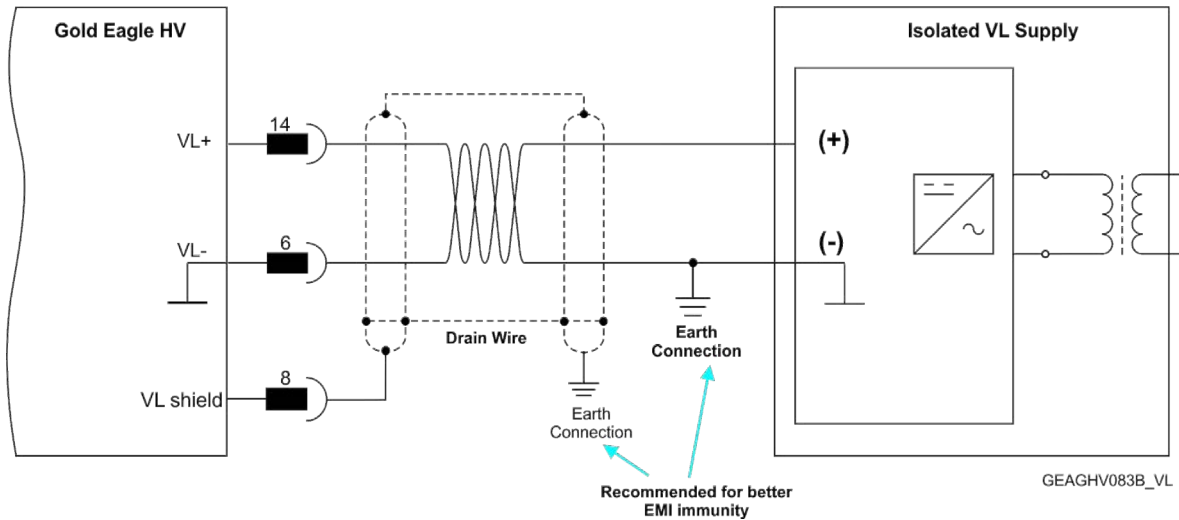 Gold Eagle HV
Isolated VL Supply
VL+
14
(+)
VL-
6
(-)
Drain Wire
Earth
Connection
VL shield
8
Earth
Connection
Recommended for better
EMI immunity
GEAGHV083B_VL